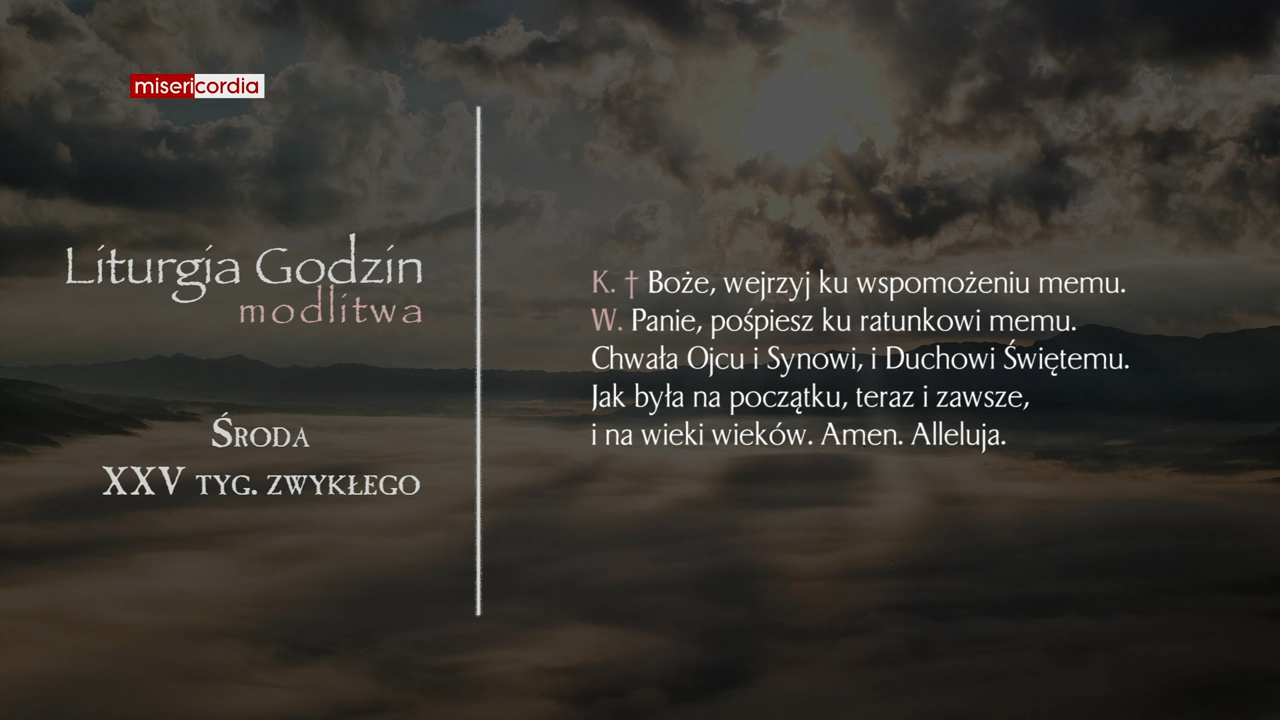 misericordia
Liturgia Godzin
modlitwa
Środa
XXV tyg. zwykłego
K. † Boże, wejrzyj ku wspomożeniu memu.
W. Panie, pośpiesz ku ratunkowi memu.
Chwała Ojcu i Synowi, i Duchowi Świętemu.
Jak była na początku, teraz i zawsze,
i na wieki wieków. Amen. Alleluja.